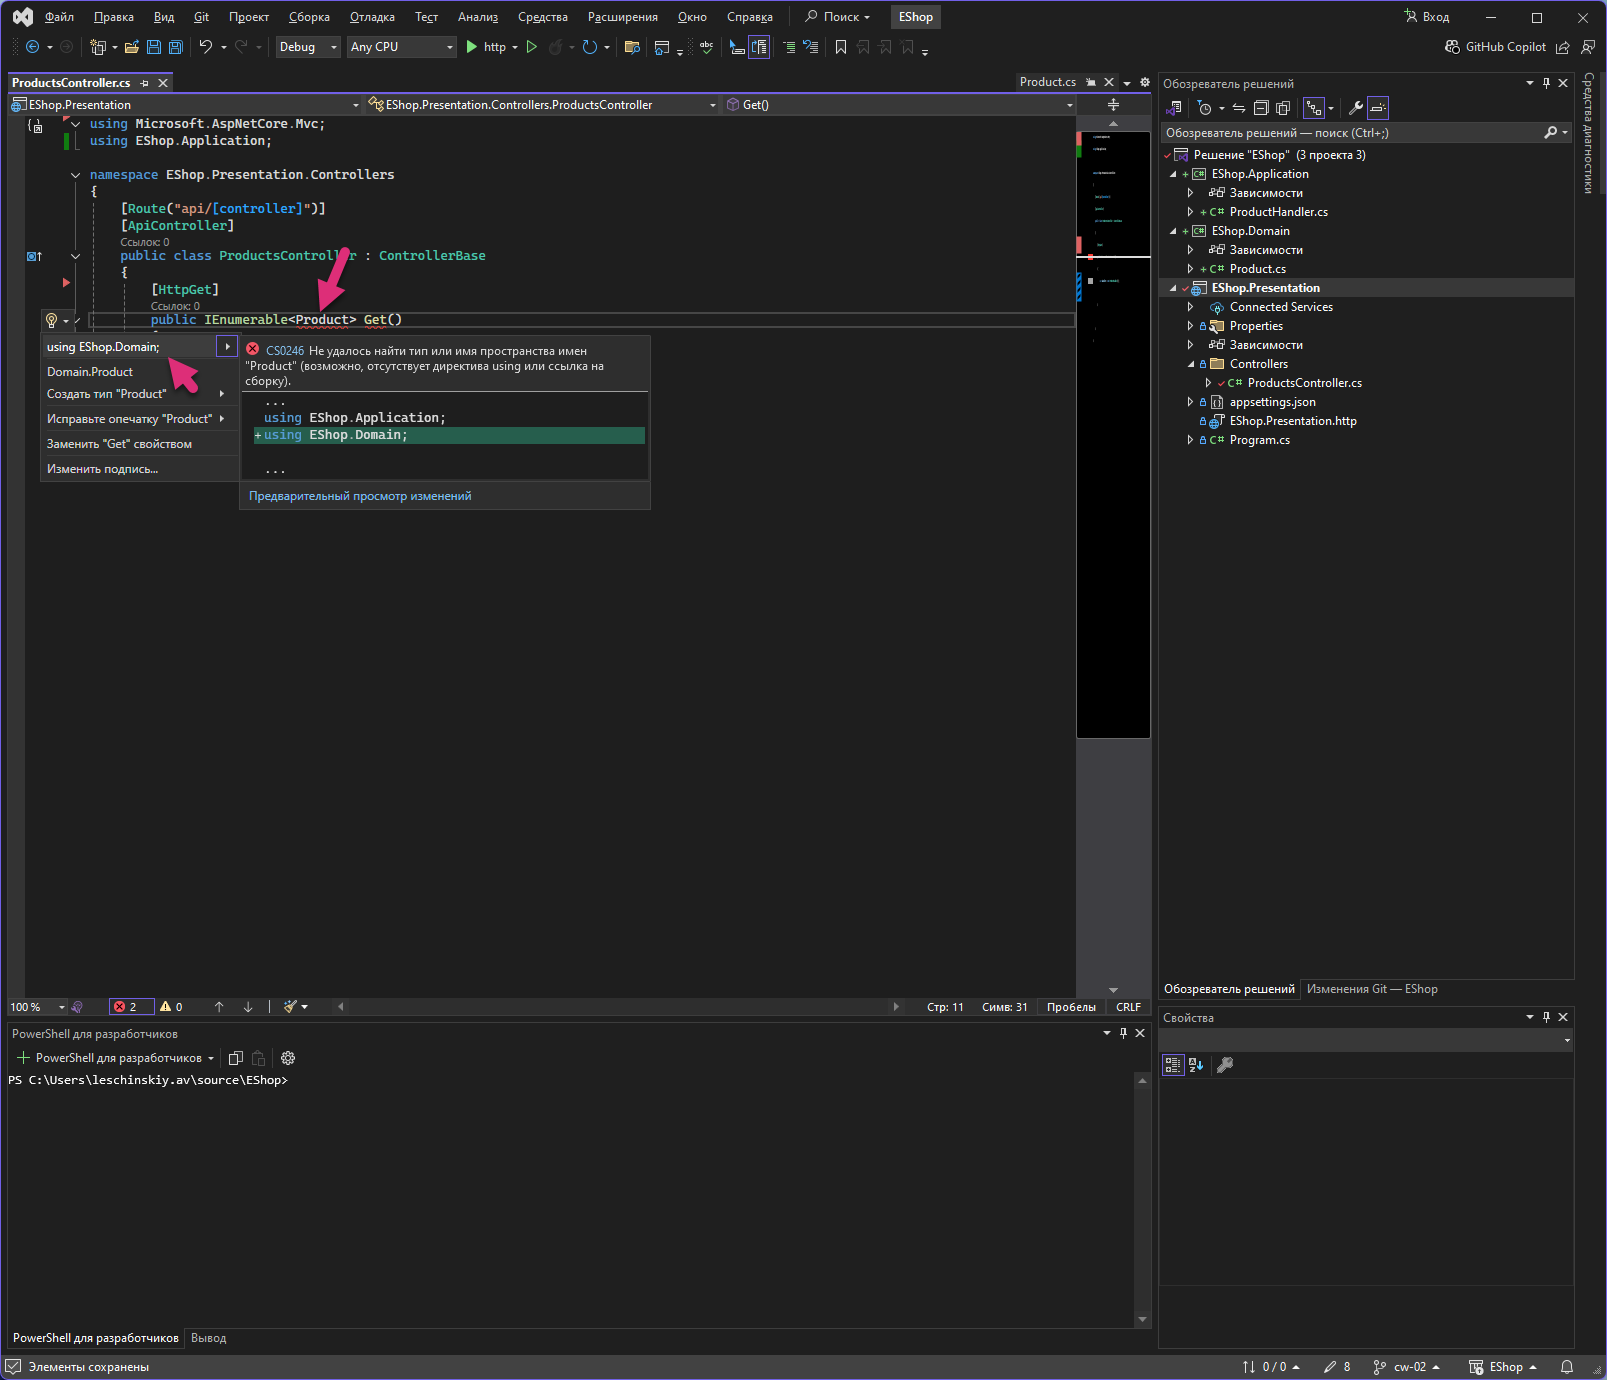 Файл Правка Вид Git Проект Сборка Отладка Тест Анализ Средства Расширения Окно Справка Поиск EShop Вход
Debug Any CPU http GitHub Copilot
ProductsController.cs Product.cs
EShop.Presentation EShop.Presentation.Controllers.ProductsController Get()
using Microsoft.AspNetCore.Mvc;
using EShop.Application;
namespace EShop.Presentation.Controllers
{
[Route("api/[controller]")]
[ApiController]
Ссылок: 0
public class ProductsController : ControllerBase
{
[HttpGet]
Ссылок: 0
public IEnumerable<Product> Get()
using EShop.Domain;
Domain.Product
Создать тип "Product"
Исправьте опечатку "Product"
Заменить "Get" свойством
Изменить подпись...
CS0246 Не удалось найти тип или имя пространства имен
"Product" (возможно, отсутствует директива using или ссылка на
сборку).
...
using EShop.Application;
+using EShop.Domain;
...
Предварительный просмотр изменений
100 % 2 0 Стр: 11 Симв: 31 Пробелы CRLF
PowerShell для разработчиков
PowerShell для разработчиков
PS C:\Users\leschinskiy.av\source\EShop>
PowerShell для разработчиков Вывод
Обозреватель решений
Обозреватель решений — поиск (Ctrl+;)
Решение "EShop" (3 проекта 3)
EShop.Application
Зависимости
C# ProductHandler.cs
EShop.Domain
Зависимости
C# Product.cs
EShop.Presentation
Connected Services
Properties
Зависимости
Controllers
C# ProductsController.cs
appsettings.json
EShop.Presentation.http
C# Program.cs
Обозреватель решений Изменения Git — EShop
Свойства
Средства диагностики
Элементы сохранены 0 / 0 8 cw-02 EShop